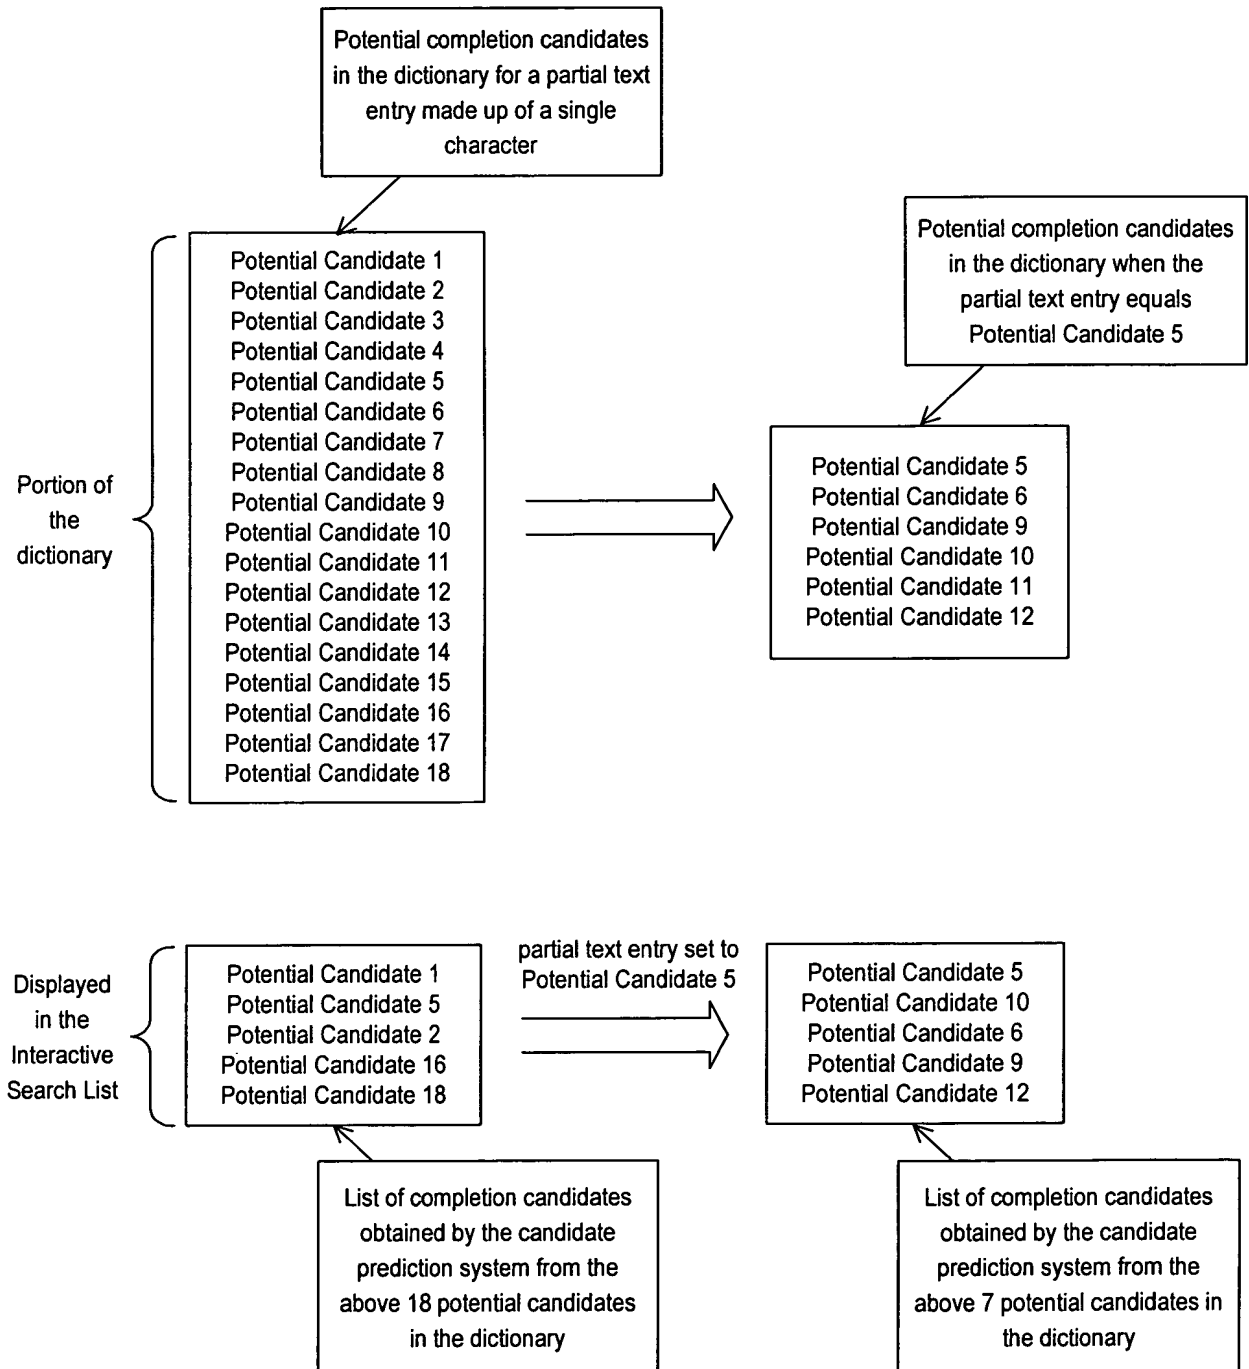 Potential completion candidates
in the dictionary for a partial text
entry made up of a single
character
Potential completion candidates
in the dictionary when the
partial text entry equals
Potential Candidate 5
Portion of
the
dictionary
Potential Candidate 1
Potential Candidate 2
Potential Candidate 3
Potential Candidate 4
Potential Candidate 5
Potential Candidate 6
Potential Candidate 7
Potential Candidate 8
Potential Candidate 9
Potential Candidate 10
Potential Candidate 11
Potential Candidate 12
Potential Candidate 13
Potential Candidate 14
Potential Candidate 15
Potential Candidate 16
Potential Candidate 17
Potential Candidate 18
Potential Candidate 5
Potential Candidate 6
Potential Candidate 9
Potential Candidate 10
Potential Candidate 11
Potential Candidate 12
Displayed
in the
Interactive
Search List
Potential Candidate 1
Potential Candidate 5
Potential Candidate 2
Potential Candidate 16
Potential Candidate 18
partial text entry set to
Potential Candidate 5
Potential Candidate 5
Potential Candidate 10
Potential Candidate 6
Potential Candidate 9
Potential Candidate 12
List of completion candidates
obtained by the candidate
prediction system from the
above 18 potential candidates
in the dictionary
List of completion candidates
obtained by the candidate
prediction system from the
above 7 potential candidates in
the dictionary